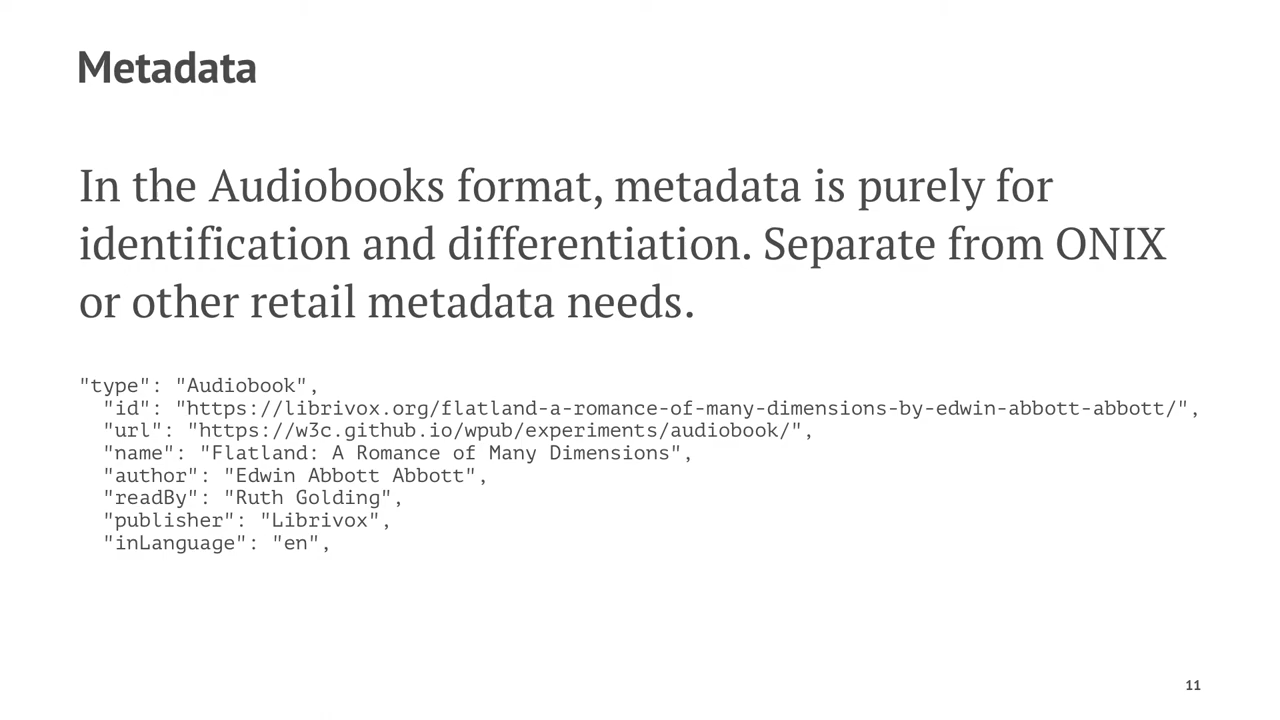 Metadata
In the Audiobooks format, metadata is purely for
identification and differentiation. Separate from ONIX
or other retail metadata needs.
"type": "Audiobook",
"id": "https://librivox.org/flatland-a-romance-of-many-dimensions-by-edwin-abbott-abbott/",
"url": "https://w3c.github.io/wpub/experiments/audiobook/",
"name": "Flatland: A Romance of Many Dimensions",
"author": "Edwin Abbott Abbott",
"readBy": "Ruth Golding",
"publisher": "Librivox",
"inLanguage": "en",
11